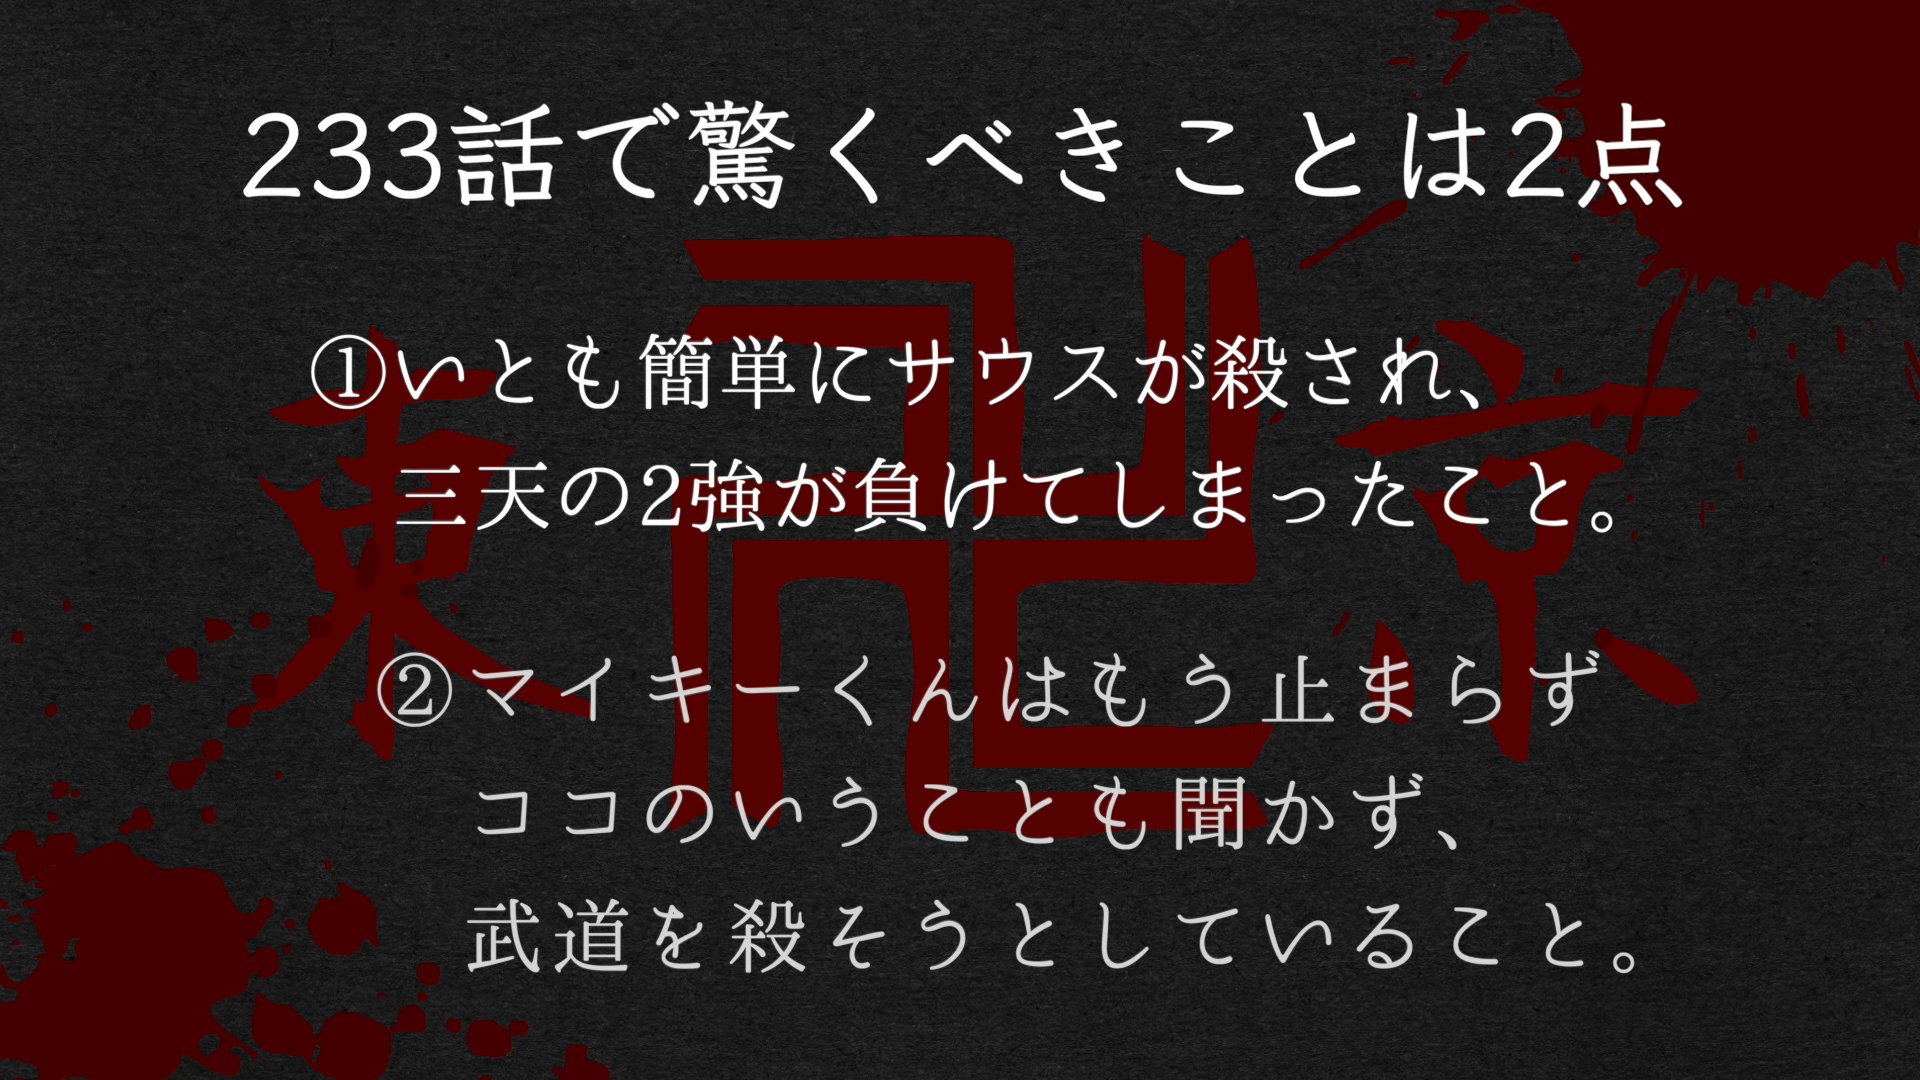 233話で驚くべきことは2点
①いとも簡単にサウスが殺され、
三天の2強が負けてしまったこと。
②マイキーくんはもう止まらず
ココのいうことも聞かず、
武道を殺そうとしていること。
東卍京